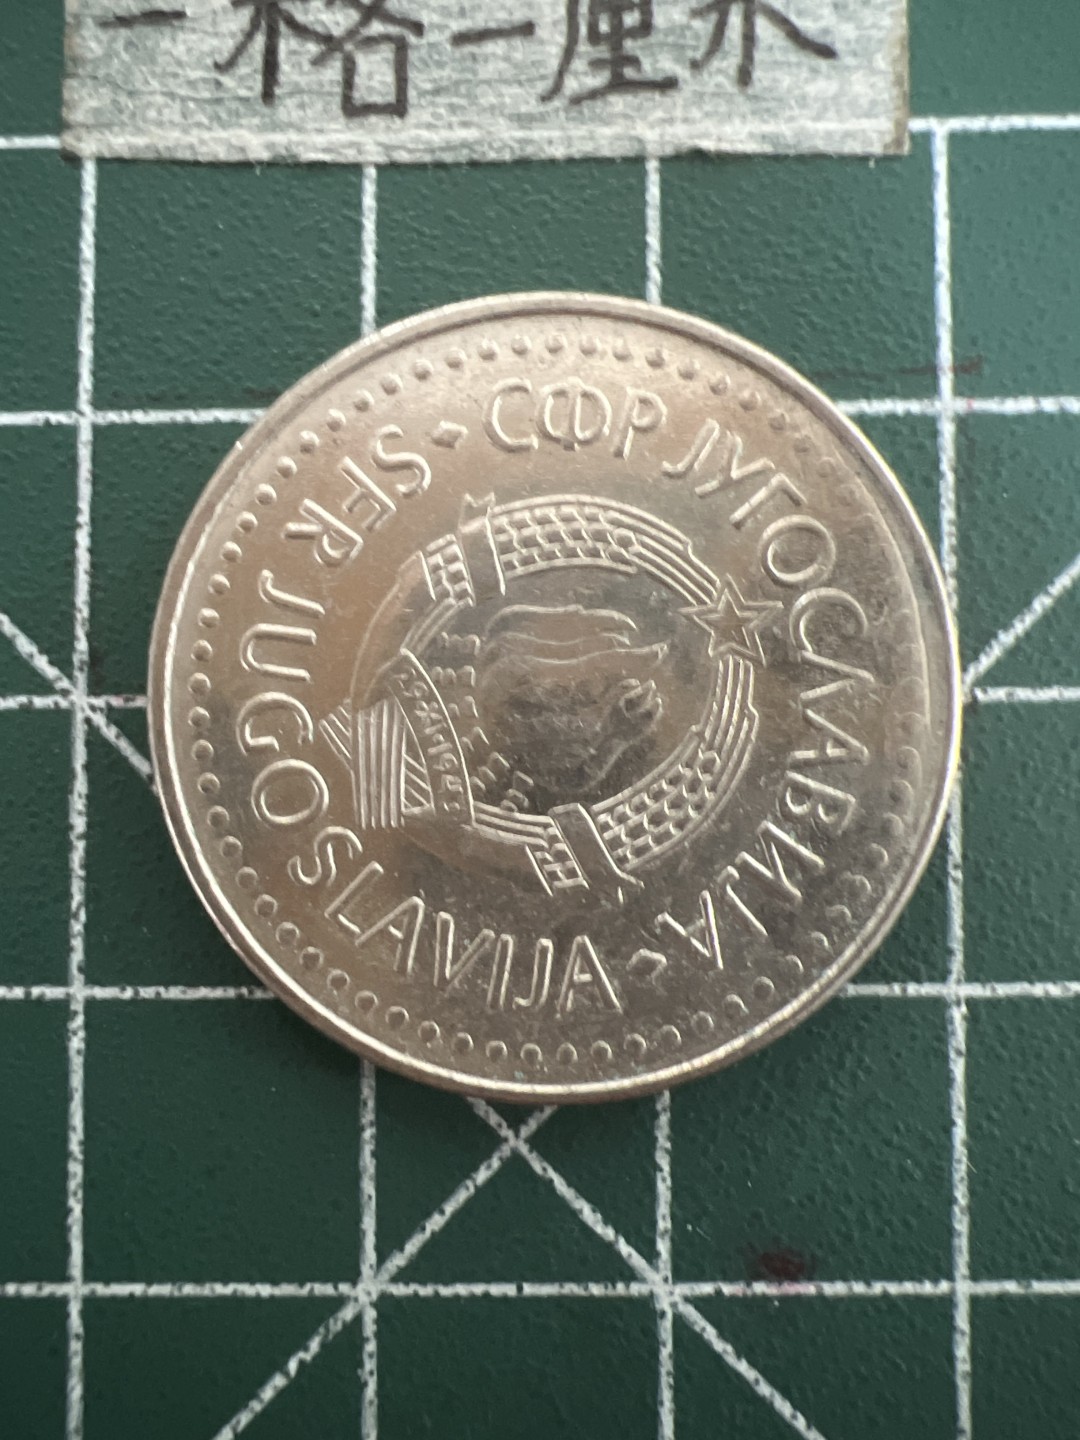 一格一厘米
СФР ЈУГОСЛАВИЈА
SFR JUGOSLAVIJA
29·XI·1943